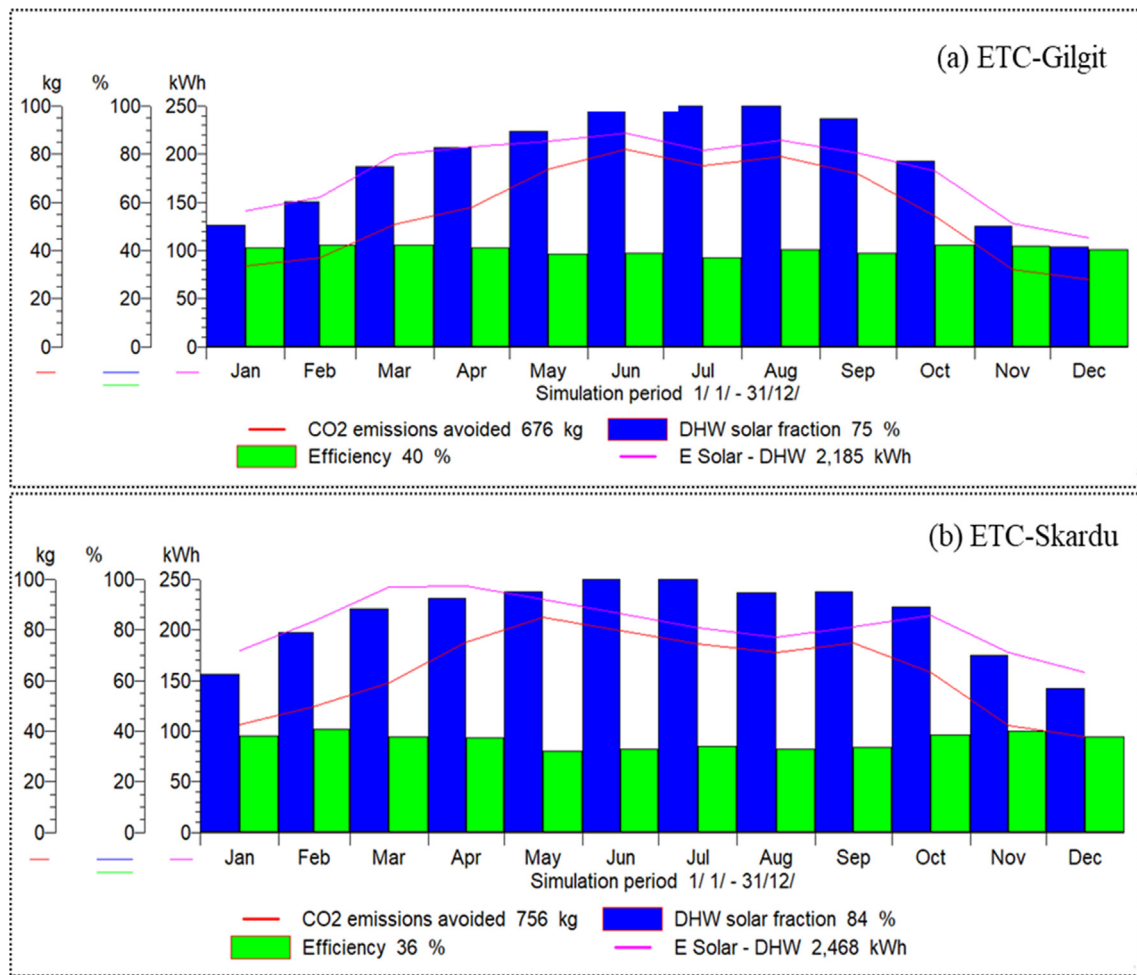 (a) ETC-Gilgit
kg % kWh
100 100 250
80 80 200
60 60 150
40 40 100
20 20 50
0 0 0
Jan Feb Mar Apr May Jun Jul Aug Sep Oct Nov Dec
Simulation period 1/ 1/ - 31/12/
CO2 emissions avoided 676 kg DHW solar fraction 75 %
Efficiency 40 % E Solar - DHW 2,185 kWh
(b) ETC-Skardu
kg % kWh
100 100 250
80 80 200
60 60 150
40 40 100
20 20 50
0 0 0
Jan Feb Mar Apr May Jun Jul Aug Sep Oct Nov Dec
Simulation period 1/ 1/ - 31/12/
CO2 emissions avoided 756 kg DHW solar fraction 84 %
Efficiency 36 % E Solar - DHW 2,468 kWh